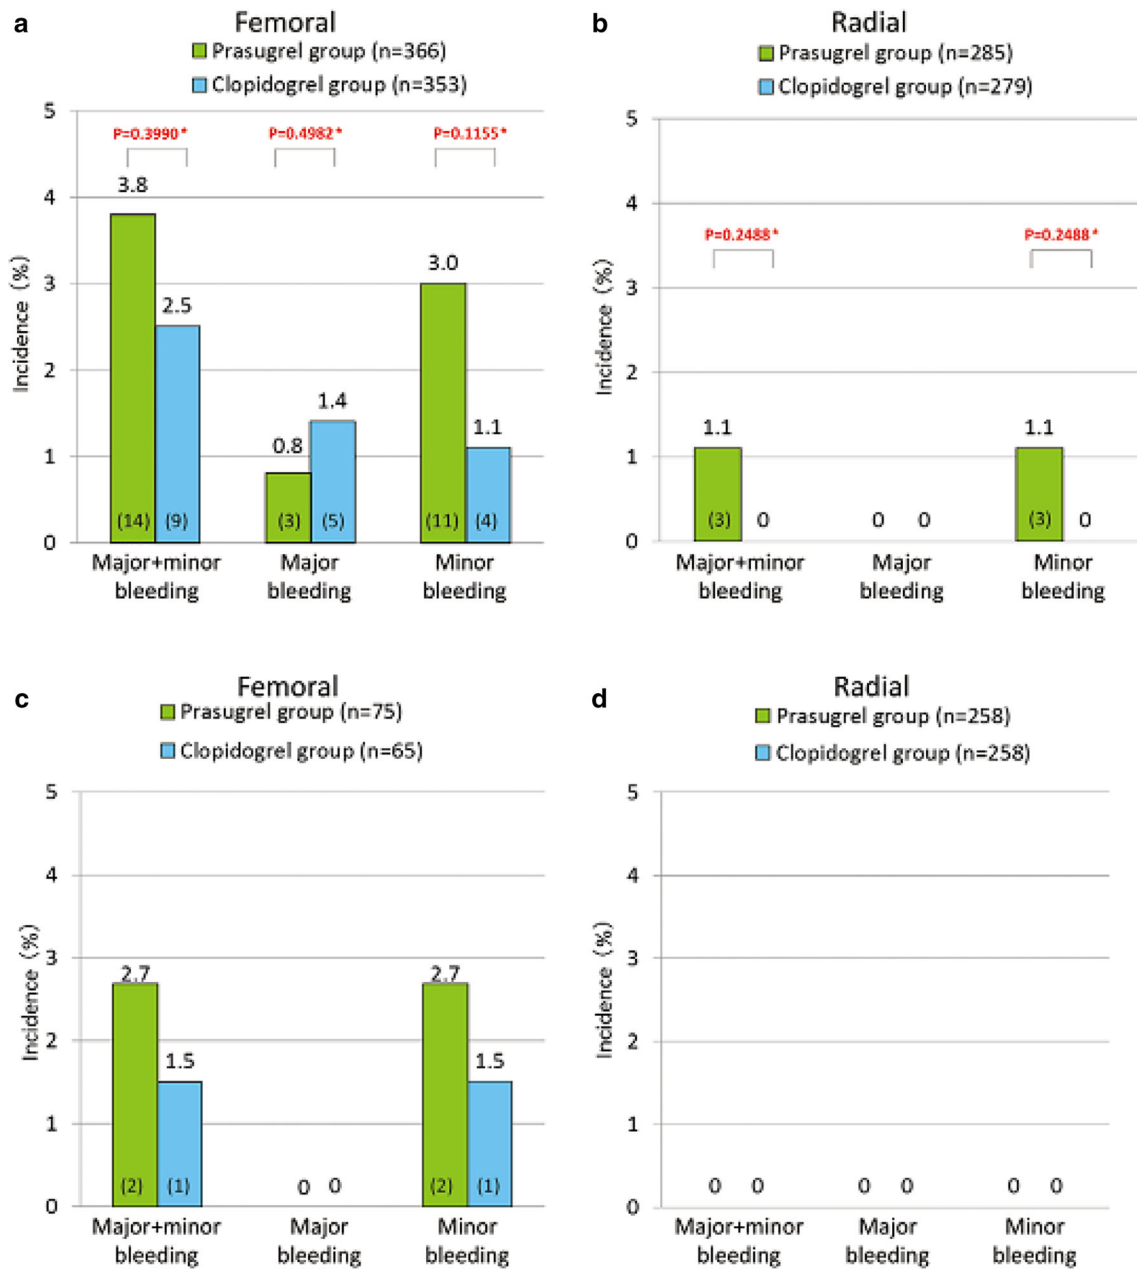 a
Femoral
Prasugrel group (n=366)
Clopidogrel group (n=353)
Incidence (%)
5
4
3
2
1
0
P=0.3990*
P=0.4982*
P=0.1155*
3.8
2.5
0.8
1.4
3.0
1.1
(14)
(9)
(3)
(5)
(11)
(4)
Major+minor
bleeding
Major
bleeding
Minor
bleeding
b
Radial
Prasugrel group (n=285)
Clopidogrel group (n=279)
Incidence (%)
5
4
3
2
1
0
P=0.2488*
P=0.2488*
1.1
1.1
(3)
0
0
0
(3)
0
Major+minor
bleeding
Major
bleeding
Minor
bleeding
c
Femoral
Prasugrel group (n=75)
Clopidogrel group (n=65)
Incidence (%)
5
4
3
2
1
0
2.7
1.5
2.7
1.5
(2)
(1)
0
0
(2)
(1)
Major+minor
bleeding
Major
bleeding
Minor
bleeding
d
Radial
Prasugrel group (n=258)
Clopidogrel group (n=258)
Incidence (%)
5
4
3
2
1
0
0
0
0
0
0
0
Major+minor
bleeding
Major
bleeding
Minor
bleeding